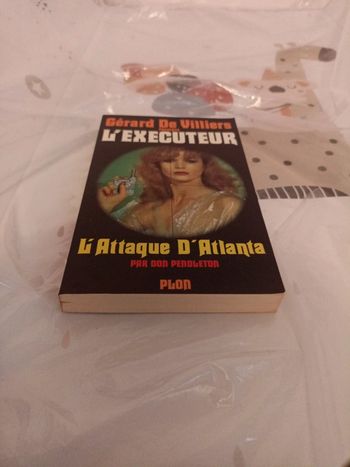 Gérard De Villiers
L'EXECUTEUR
L'Attaque D'Atlanta
PAR DON PENDLETON
PLON